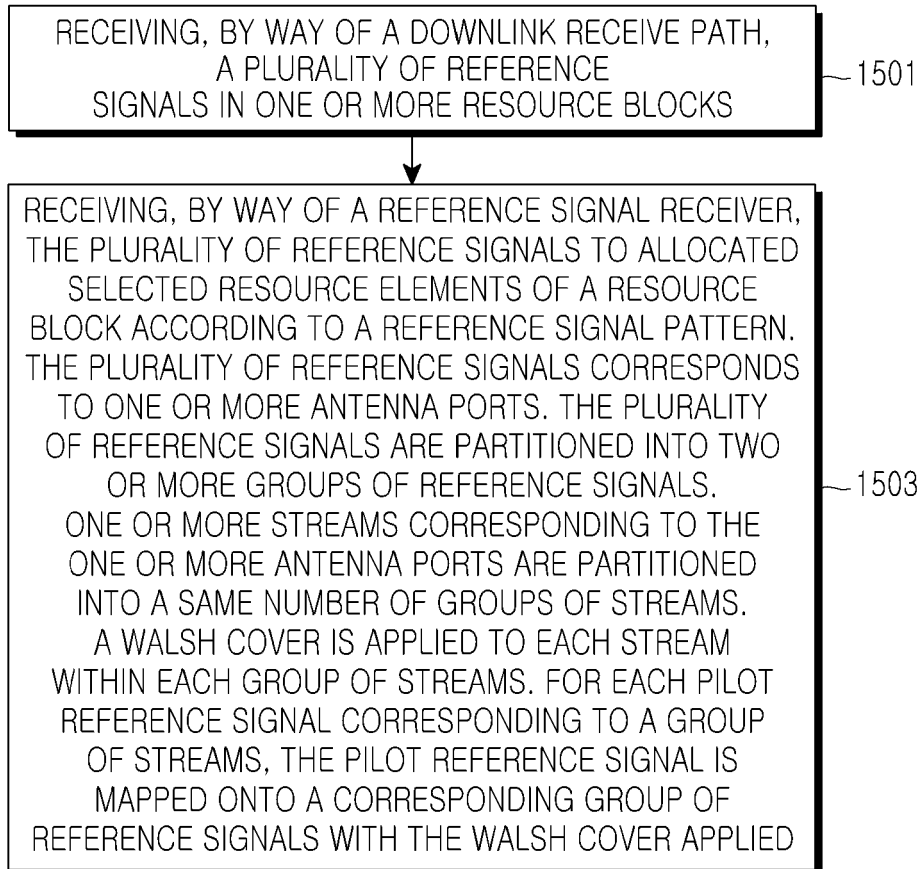 RECEIVING, BY WAY OF A DOWNLINK RECEIVE PATH,
A PLURALITY OF REFERENCE
SIGNALS IN ONE OR MORE RESOURCE BLOCKS
1501
RECEIVING, BY WAY OF A REFERENCE SIGNAL RECEIVER,
THE PLURALITY OF REFERENCE SIGNALS TO ALLOCATED
SELECTED RESOURCE ELEMENTS OF A RESOURCE
BLOCK ACCORDING TO A REFERENCE SIGNAL PATTERN.
THE PLURALITY OF REFERENCE SIGNALS CORRESPONDS
TO ONE OR MORE ANTENNA PORTS. THE PLURALITY
OF REFERENCE SIGNALS ARE PARTITIONED INTO TWO
OR MORE GROUPS OF REFERENCE SIGNALS.
ONE OR MORE STREAMS CORRESPONDING TO THE
ONE OR MORE ANTENNA PORTS ARE PARTITIONED
INTO A SAME NUMBER OF GROUPS OF STREAMS.
A WALSH COVER IS APPLIED TO EACH STREAM
WITHIN EACH GROUP OF STREAMS. FOR EACH PILOT
REFERENCE SIGNAL CORRESPONDING TO A GROUP
OF STREAMS, THE PILOT REFERENCE SIGNAL IS
MAPPED ONTO A CORRESPONDING GROUP OF
REFERENCE SIGNALS WITH THE WALSH COVER APPLIED
1503